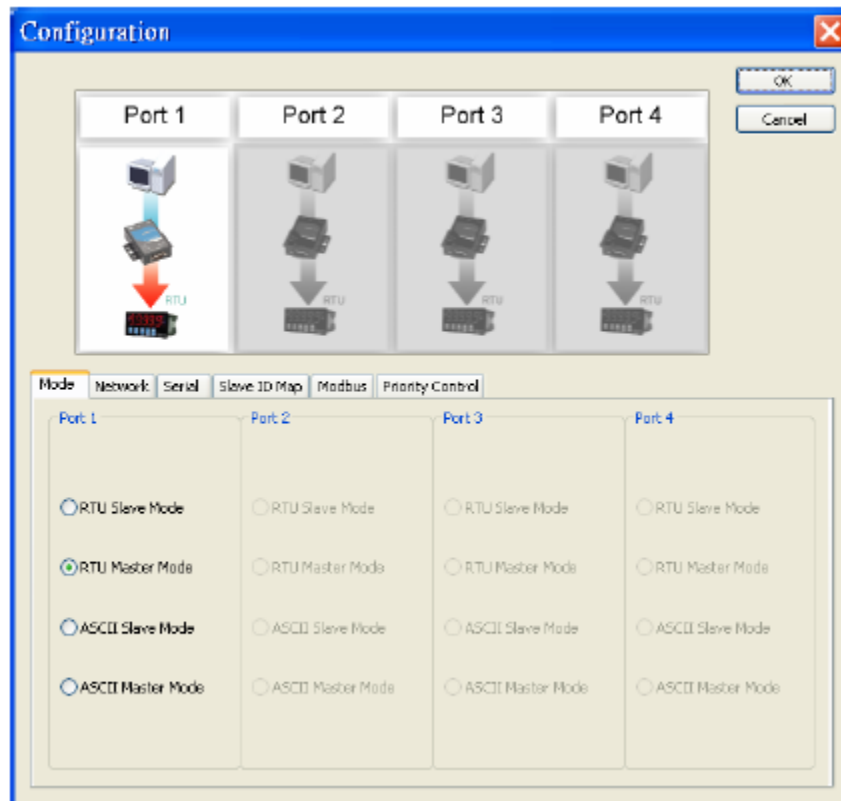 Configuration
OK
Cancel
Port 1 Port 2 Port 3 Port 4
RTU RTU RTU RTU
Mode Network Serial Slave ID Map Modbus Priority Control
Port 1 Port 2 Port 3 Port 4
RTU Slave Mode RTU Slave Mode RTU Slave Mode RTU Slave Mode
RTU Master Mode RTU Master Mode RTU Master Mode RTU Master Mode
ASCII Slave Mode ASCII Slave Mode ASCII Slave Mode ASCII Slave Mode
ASCII Master Mode ASCII Master Mode ASCII Master Mode ASCII Master Mode